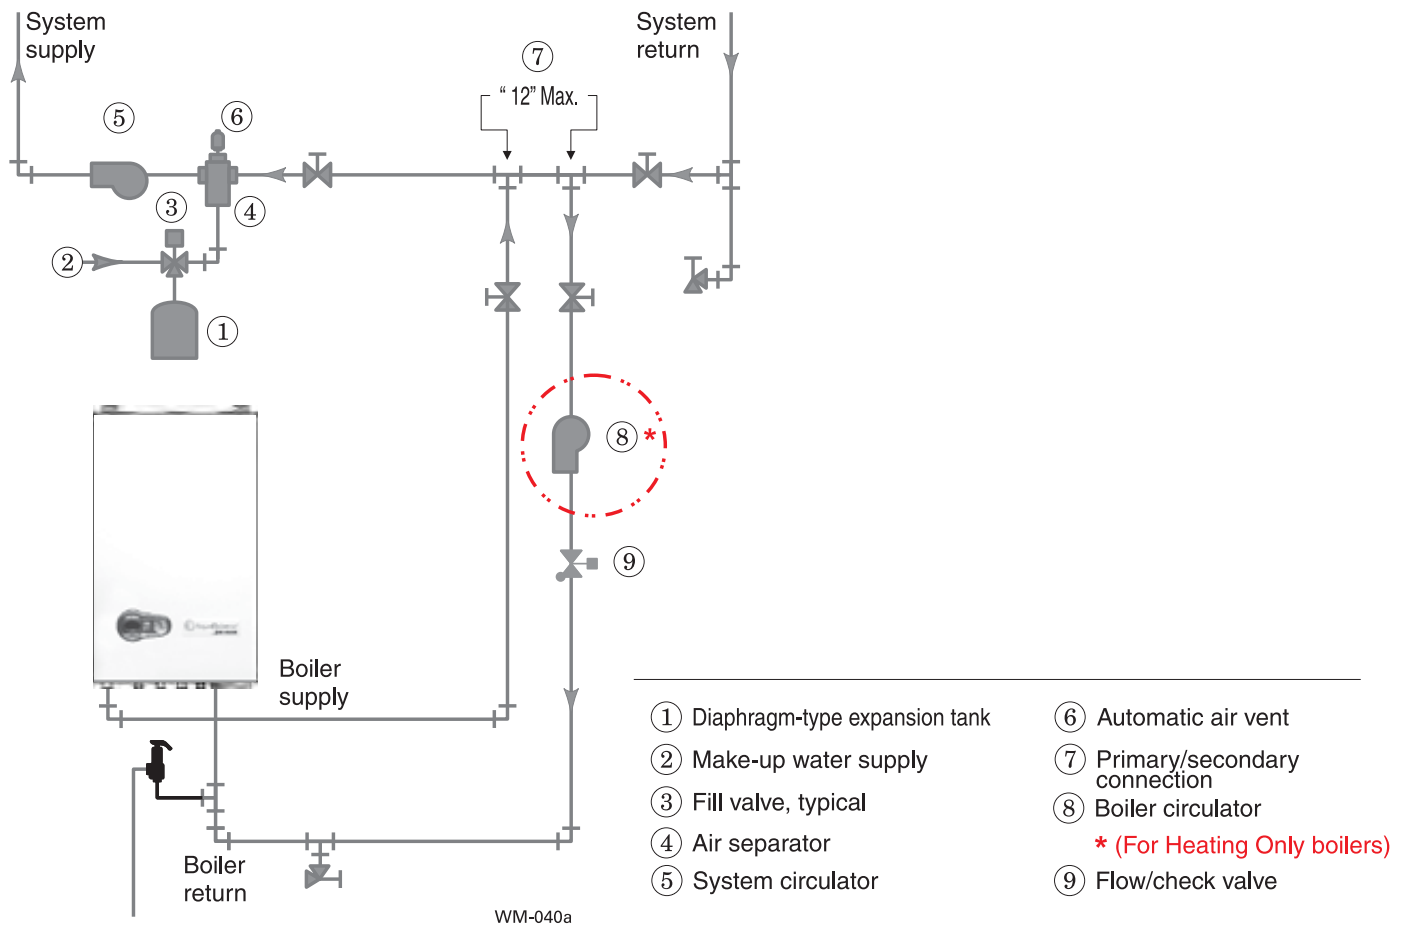 System
supply
System
return
7
“ 12” Max.
5
6
3
4
2
1
8 *
9
Boiler
supply
Boiler
return
WM-040a
1 Diaphragm-type expansion tank
2 Make-up water supply
3 Fill valve, typical
4 Air separator
5 System circulator
6 Automatic air vent
7 Primary/secondary
connection
8 Boiler circulator
* (For Heating Only boilers)
9 Flow/check valve